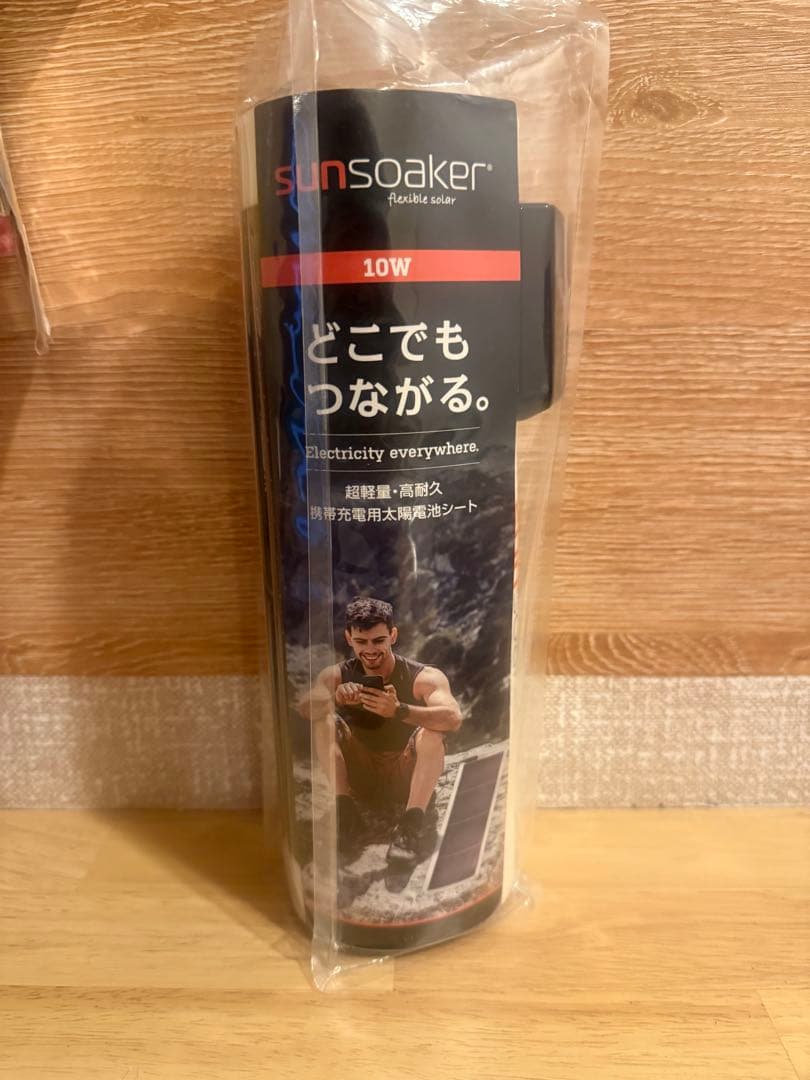 sunsoaker®
flexible solar
10W
どこでも
つながる。
Electricity everywhere.
超軽量・高耐久
携帯充電用太陽電池シート